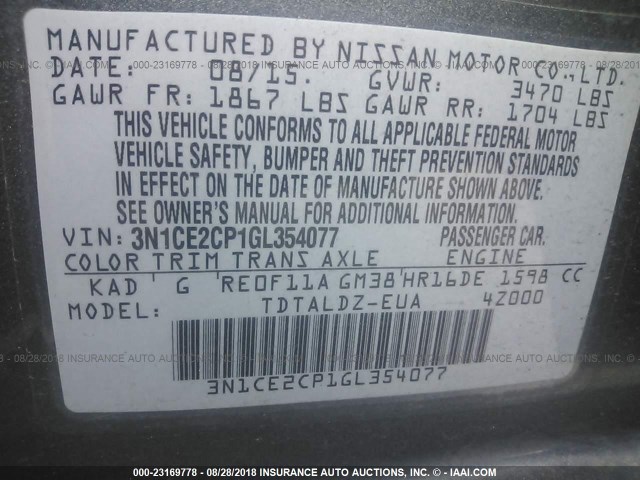 MANUFACTURED BY NISSAN MOTOR CO.,LTD.
DATE: 08/15. GVWR: 3470 LBS
GAWR FR: 1867 LBS GAWR RR: 1704 LBS
THIS VEHICLE CONFORMS TO ALL APPLICABLE FEDERAL MOTOR
VEHICLE SAFETY, BUMPER AND THEFT PREVENTION STANDARDS
IN EFFECT ON THE DATE OF MANUFACTURE SHOWN ABOVE.
SEE OWNER'S MANUAL FOR ADDITIONAL INFORMATION.
VIN: 3N1CE2CP1GL354077 PASSENGER CAR.
COLOR TRIM TRANS AXLE ENGINE
KAD G RE0F11A GM38 HR16DE 1598 CC
MODEL: TDTALDZ-EUA 4Z000
3N1CE2CP1GL354077
000-23169778 - 08/28/2018 INSURANCE AUTO AUCTIONS, INC. © - IAAI.COM